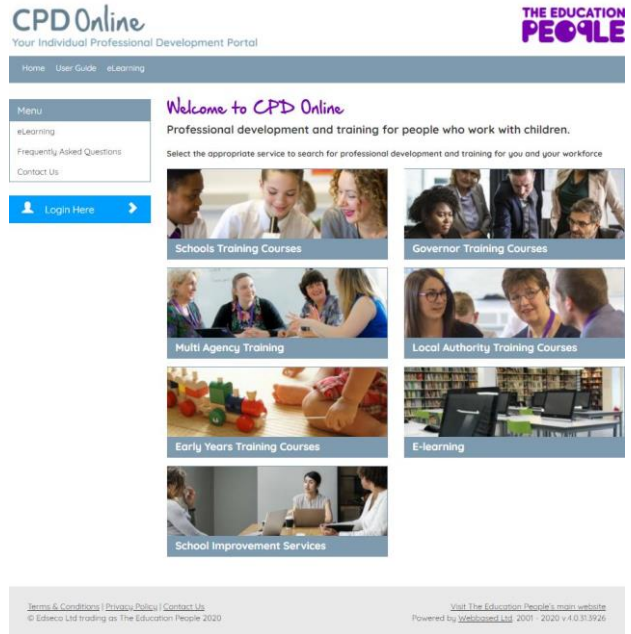 CPD Online
Your Individual Professional Development Portal
THE EDUCATION
PEOPLE
Home User Guide eLearning
Menu
eLearning
Frequently Asked Questions
Contact Us
Login Here
Welcome to CPD Online
Professional development and training for people who work with children.
Select the appropriate service to search for professional development and training for you and your workforce
Schools Training Courses
Governor Training Courses
Multi Agency Training
Local Authority Training Courses
Early Years Training Courses
E-learning
School Improvement Services
Terms & Conditions | Privacy Policy | Contact Us
© Edseco Ltd trading as The Education People 2020
Visit The Education People's main website
Powered by Webbased Ltd 2001 - 2020 v.4.0.31.3926